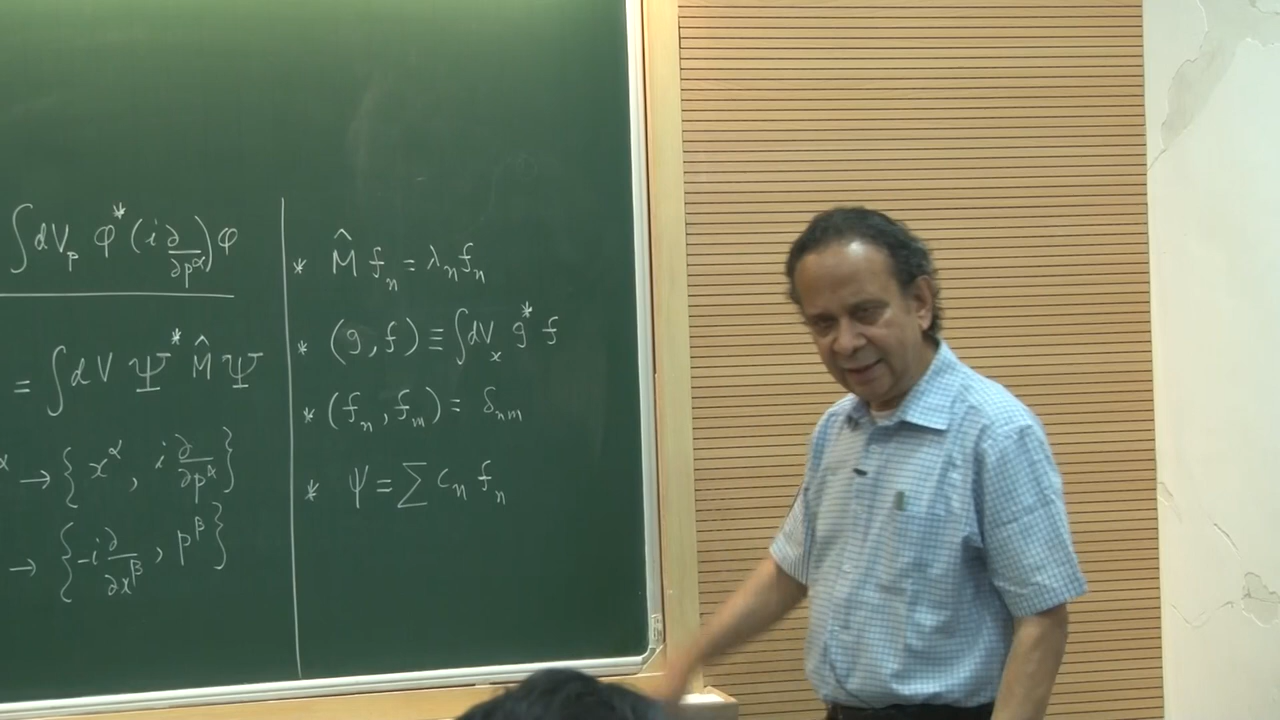 ∫dV_p φ*(i ∂/∂p^α)φ
= ∫dV Ψ* M̂ Ψ
α → {x^α, i ∂/∂p^α}
→ {-i ∂/∂x^β, p^β}
* M̂ f_n = λ_n f_n
* (g, f) ≡ ∫dV_x g* f
* (f_n, f_m) = δ_nm
* ψ = Σ c_n f_n